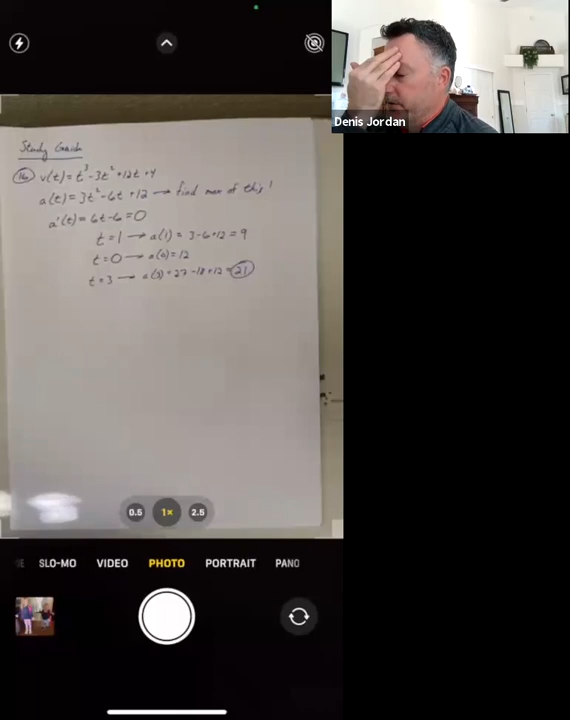 Denis Jordan
Study Guide
16 v(t) = t³ - 3t² + 12t + 4
a(t) = 3t² - 6t + 12 → find max of this!
a'(t) = 6t - 6 = 0
t = 1 → a(1) = 3 - 6 + 12 = 9
t = 0 → a(0) = 12
t = 3 → a(3) = 27 - 18 + 12 = 21
0.5 1× 2.5
SLO-MO VIDEO PHOTO PORTRAIT PANO